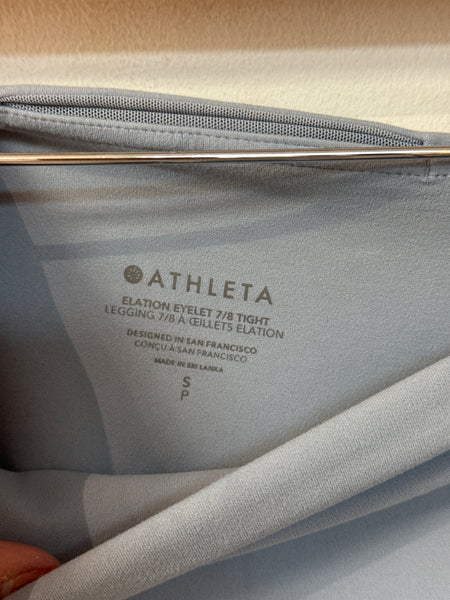 ATHLETA
ELATION EYELET 7/8 TIGHT
LEGGING 7/8 À ŒILLETS ELATION
DESIGNED IN SAN FRANCISCO
CONÇU À SAN FRANCISCO
MADE IN SRI LANKA
S
P